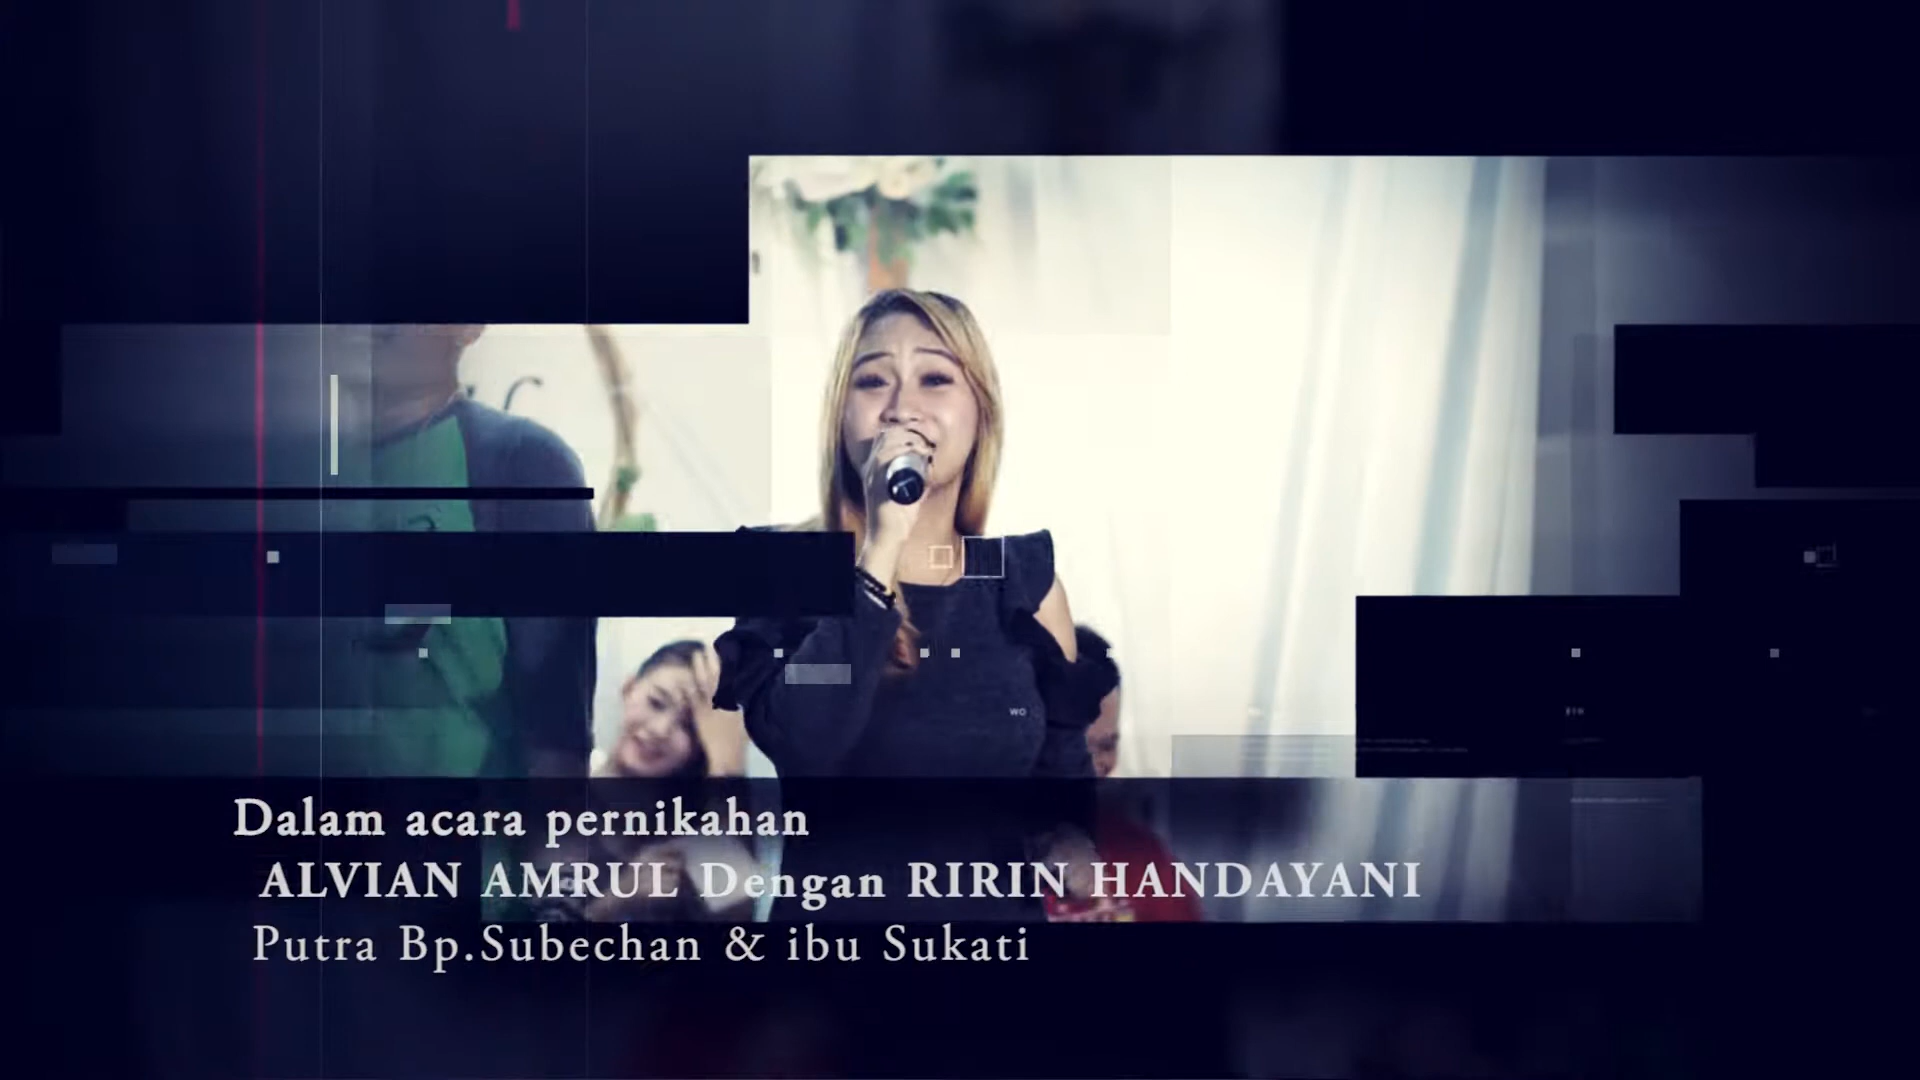 Dalam acara pernikahan
ALVIAN AMRUL Dengan RIRIN HANDAYANI
Putra Bp.Subechan & ibu Sukati